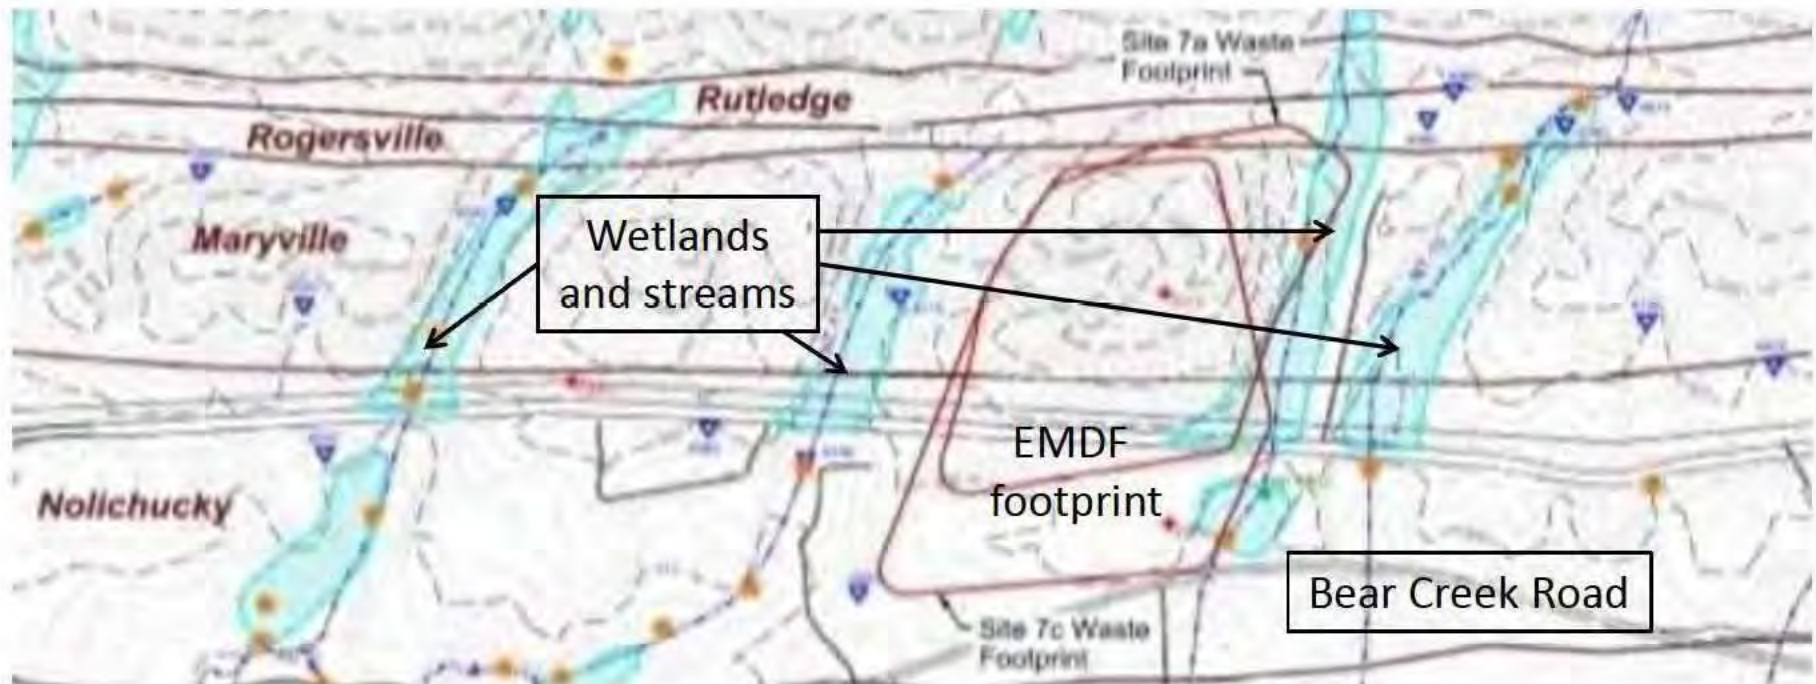 Site 7a Waste
Footprint
Rutledge
Rogersville
Wetlands
and streams
Maryville
EMDF
footprint
Nolichucky
Bear Creek Road
Site 7c Waste
Footprint